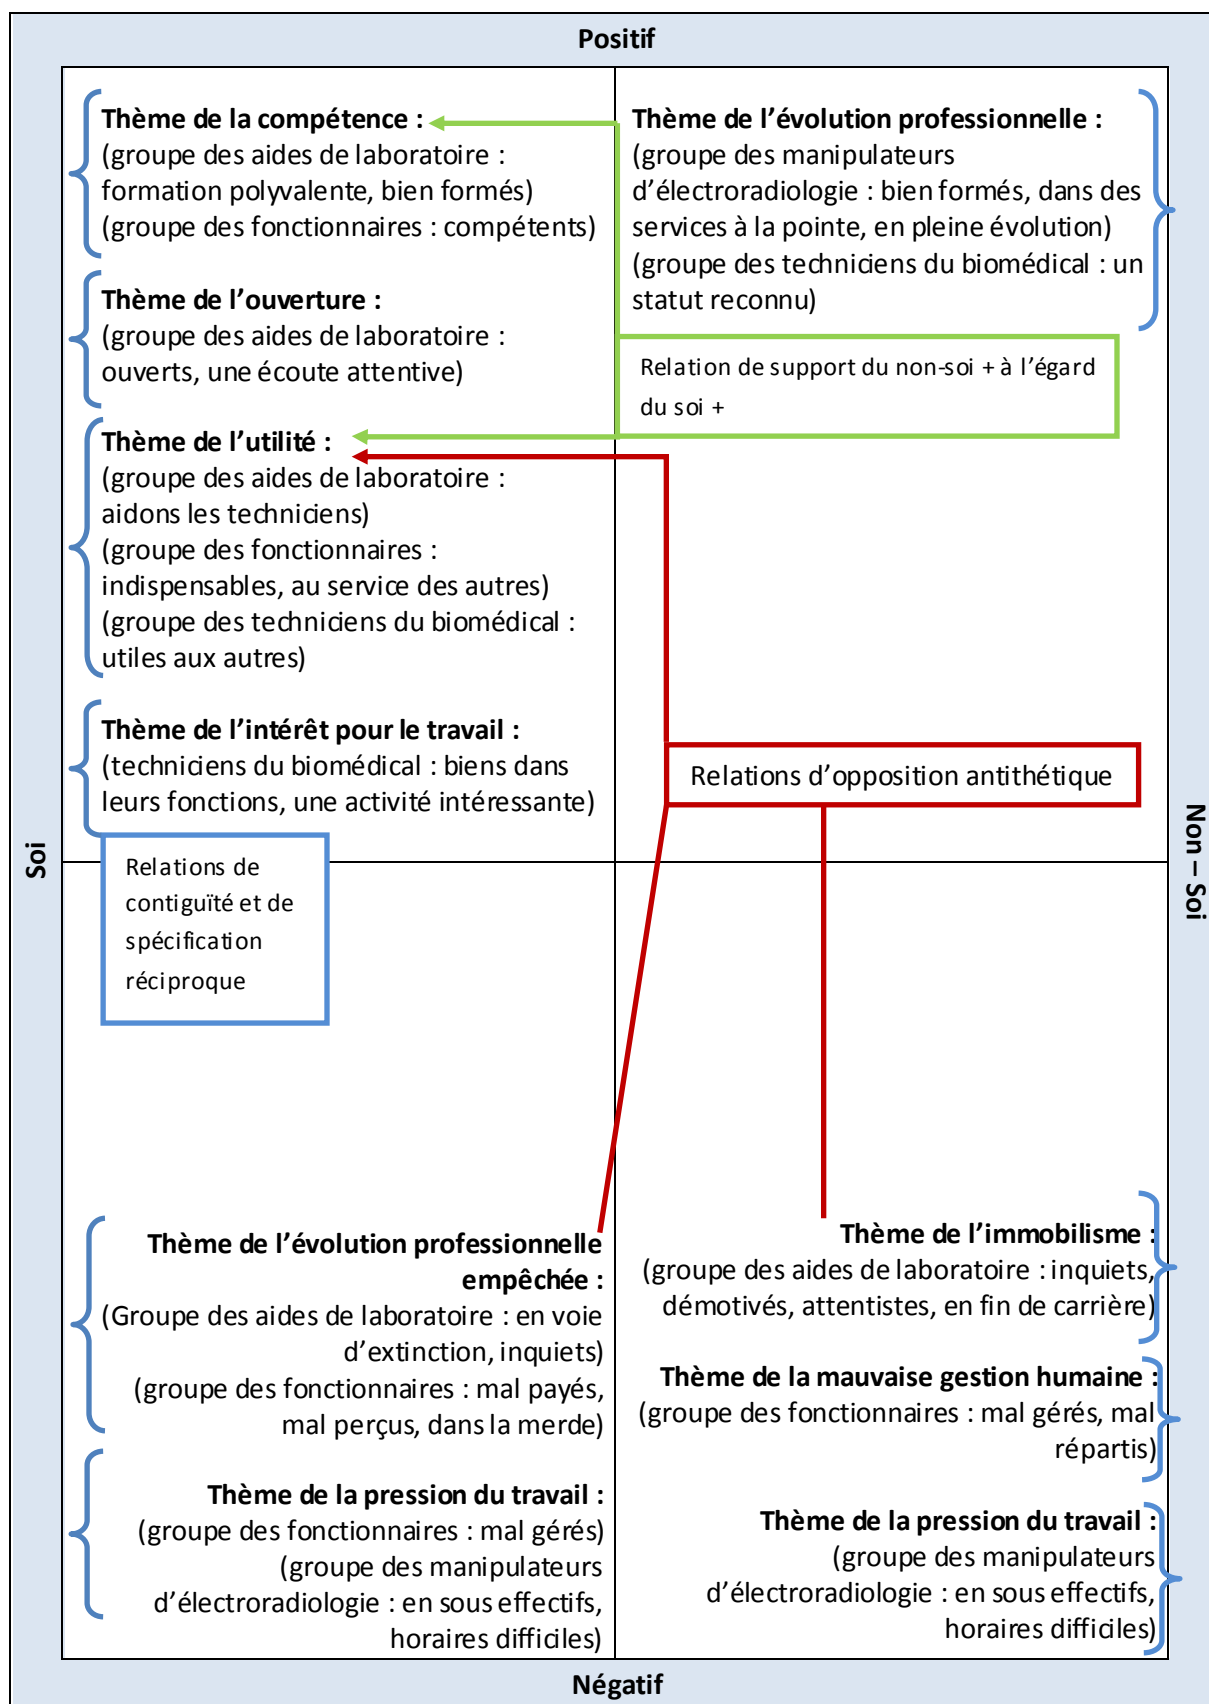 Positif
Thème de la compétence :
(groupe des aides de laboratoire :
formation polyvalente, bien formés)
(groupe des fonctionnaires : compétents)
Thème de l’ouverture :
(groupe des aides de laboratoire :
ouverts, une écoute attentive)
Thème de l’utilité :
(groupe des aides de laboratoire :
aidons les techniciens)
(groupe des fonctionnaires :
indispensables, au service des autres)
(groupe des techniciens du biomédical :
utiles aux autres)
Thème de l’intérêt pour le travail :
(techniciens du biomédical : biens dans
leurs fonctions, une activité intéressante)
Thème de l’évolution professionnelle :
(groupe des manipulateurs
d’électroradiologie : bien formés, dans des
services à la pointe, en pleine évolution)
(groupe des techniciens du biomédical : un
statut reconnu)
Relation de support du non-soi + à l’égard
du soi +
Relations d’opposition antithétique
Soi
Non – Soi
Relations de
contiguïté et de
spécification
réciproque
Thème de l’évolution professionnelle
empêchée :
(Groupe des aides de laboratoire : en voie
d’extinction, inquiets)
(groupe des fonctionnaires : mal payés,
mal perçus, dans la merde)
Thème de la pression du travail :
(groupe des fonctionnaires : mal gérés)
(groupe des manipulateurs
d’électroradiologie : en sous effectifs,
horaires difficiles)
Thème de l’immobilisme :
(groupe des aides de laboratoire : inquiets,
démotivés, attentistes, en fin de carrière)
Thème de la mauvaise gestion humaine :
(groupe des fonctionnaires : mal gérés, mal
répartis)
Thème de la pression du travail :
(groupe des manipulateurs
d’électroradiologie : en sous effectifs,
horaires difficiles)
Négatif